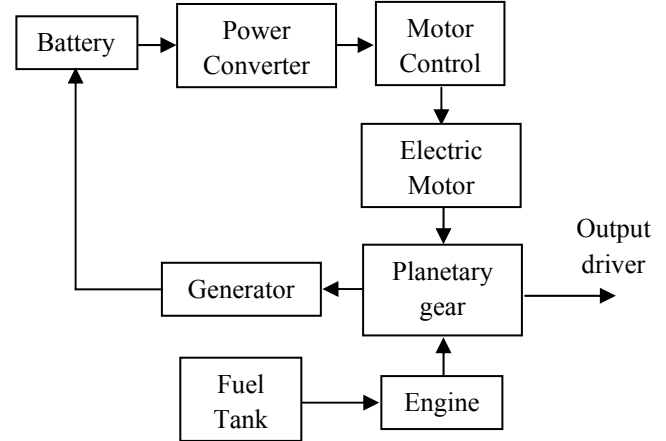 Battery
Power
Converter
Motor
Control
Electric
Motor
Output
driver
Generator
Planetary
gear
Fuel
Tank
Engine